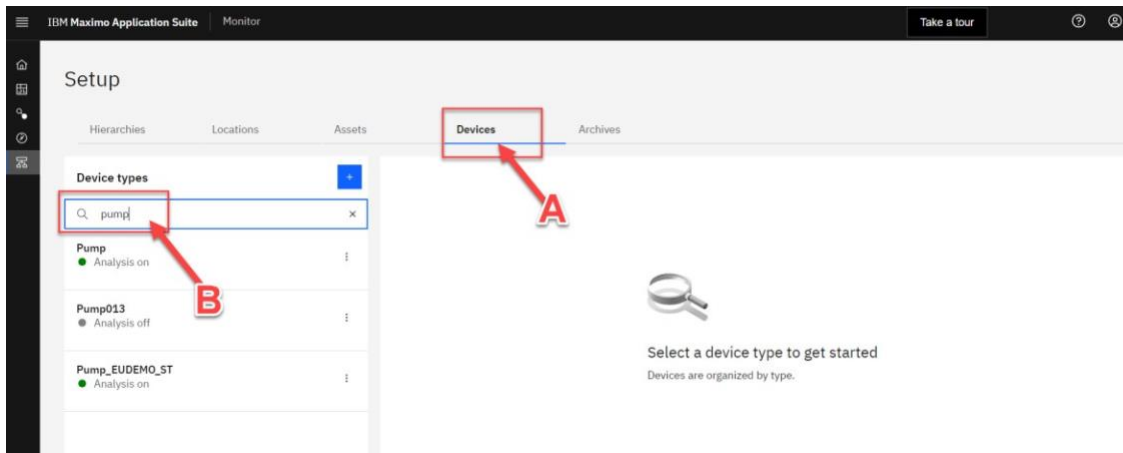 IBM Maximo Application Suite Monitor Take a tour
Setup
Hierarchies Locations Assets Devices Archives
Device types +
pump
A
Pump
Analysis on
B
Pump013
Analysis off
Select a device type to get started
Pump_EUDEMO_ST
Devices are organized by type.
Analysis on